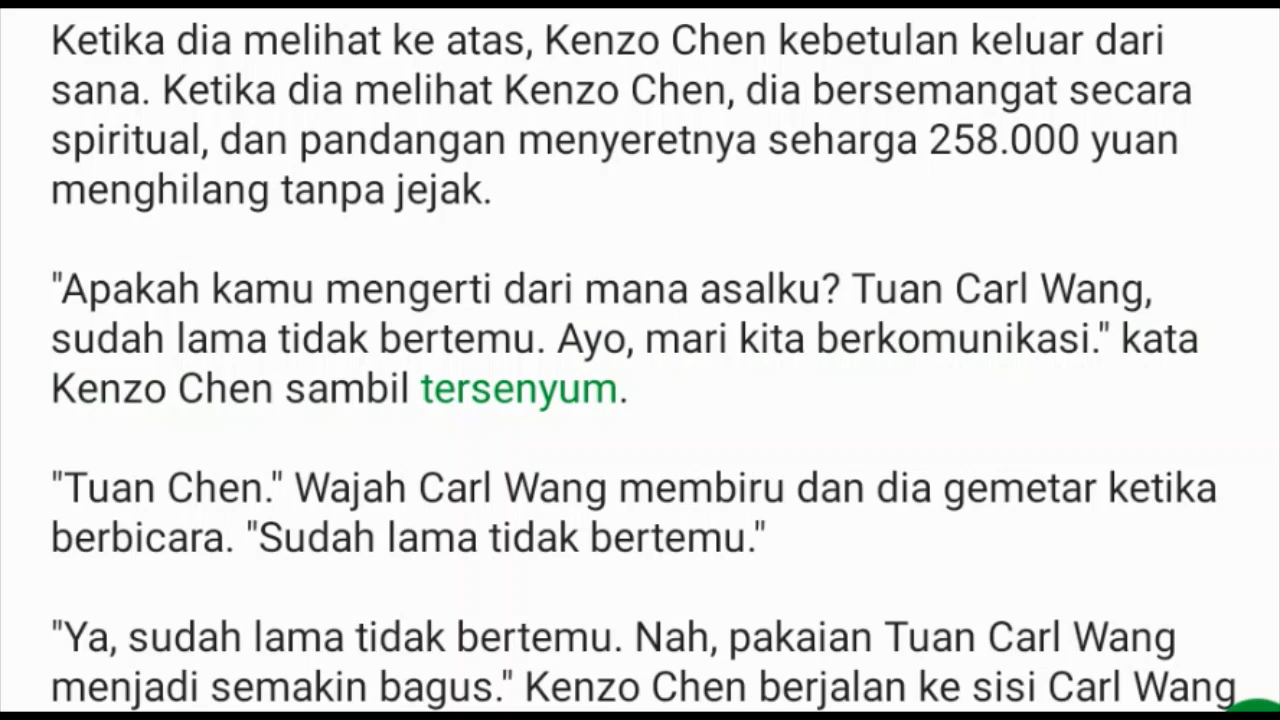 Ketika dia melihat ke atas, Kenzo Chen kebetulan keluar dari
sana. Ketika dia melihat Kenzo Chen, dia bersemangat secara
spiritual, dan pandangan menyeretnya seharga 258.000 yuan
menghilang tanpa jejak.
"Apakah kamu mengerti dari mana asalku? Tuan Carl Wang,
sudah lama tidak bertemu. Ayo, mari kita berkomunikasi." kata
Kenzo Chen sambil tersenyum.
"Tuan Chen." Wajah Carl Wang membiru dan dia gemetar ketika
berbicara. "Sudah lama tidak bertemu."
"Ya, sudah lama tidak bertemu. Nah, pakaian Tuan Carl Wang
menjadi semakin bagus." Kenzo Chen berjalan ke sisi Carl Wang